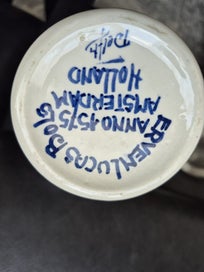 ERVEN LUCAS BOLS
ANNO 1575
AMSTERDAM
HOLLAND
Delft